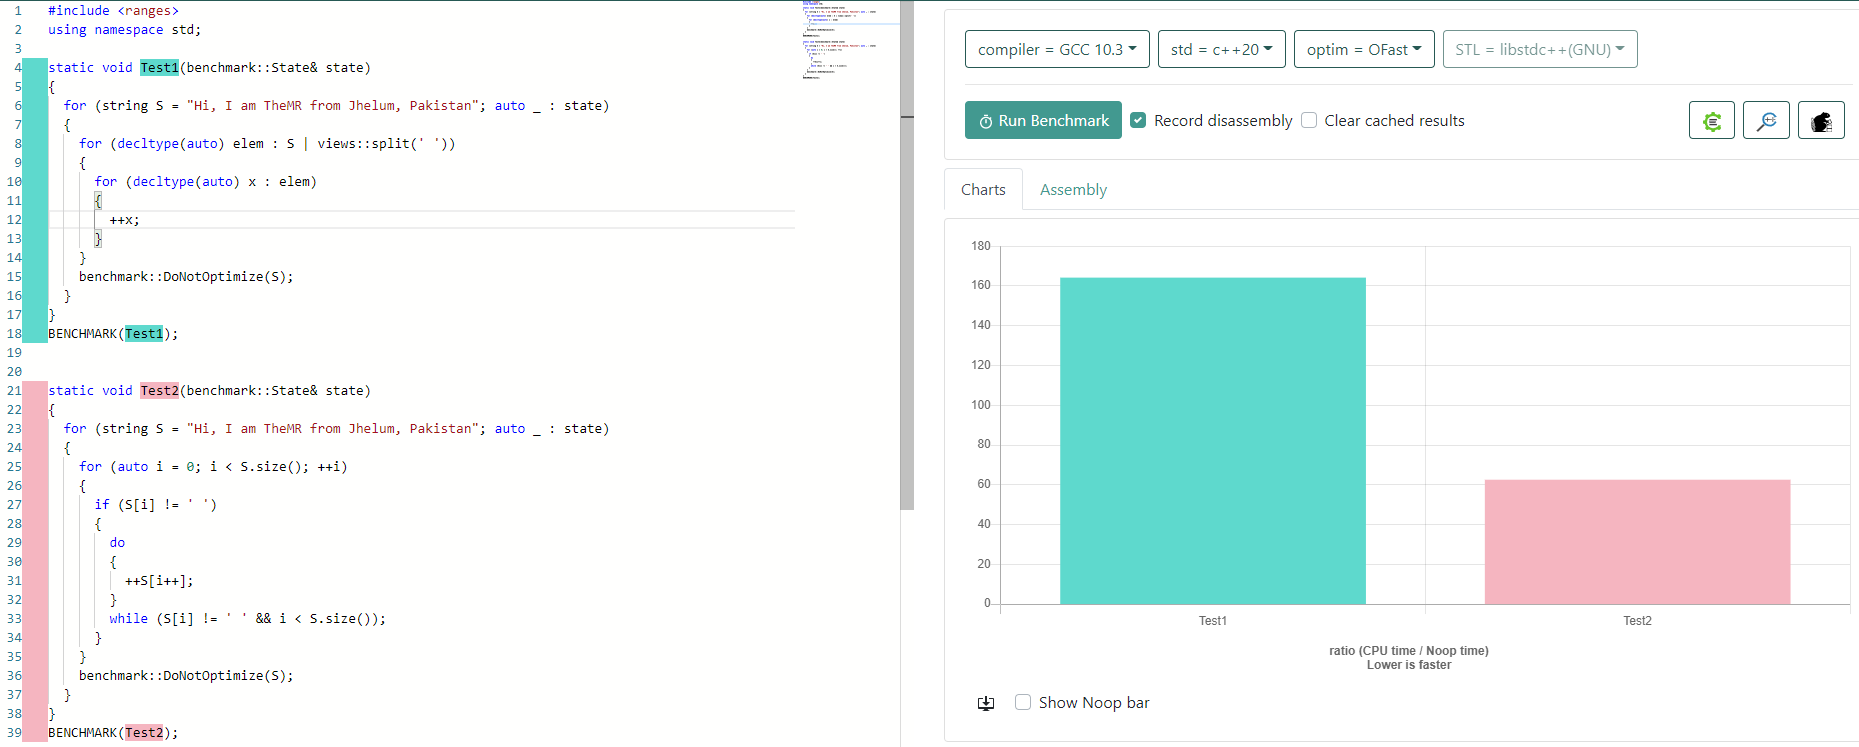 1 #include <ranges>
2 using namespace std;
3
4 static void Test1(benchmark::State& state)
5 {
6 for (string S = "Hi, I am TheMR from Jhelum, Pakistan"; auto _ : state)
7 {
8 for (decltype(auto) elem : S | views::split(' '))
9 {
10 for (decltype(auto) x : elem)
11 {
12 ++x;
13 }
14 }
15 benchmark::DoNotOptimize(S);
16 }
17 }
18 BENCHMARK(Test1);
19
20
21 static void Test2(benchmark::State& state)
22 {
23 for (string S = "Hi, I am TheMR from Jhelum, Pakistan"; auto _ : state)
24 {
25 for (auto i = 0; i < S.size(); ++i)
26 {
27 if (S[i] != ' ')
28 {
29 do
30 {
31 ++S[i++];
32 }
33 while (S[i] != ' ' && i < S.size());
34 }
35 }
36 benchmark::DoNotOptimize(S);
37 }
38 }
39 BENCHMARK(Test2);
compiler = GCC 10.3 std = c++20 optim = OFast STL = libstdc++(GNU)
Run Benchmark Record disassembly Clear cached results
Charts Assembly
180
160
140
120
100
80
60
40
20
0
Test1 Test2
ratio (CPU time / Noop time)
Lower is faster
Show Noop bar